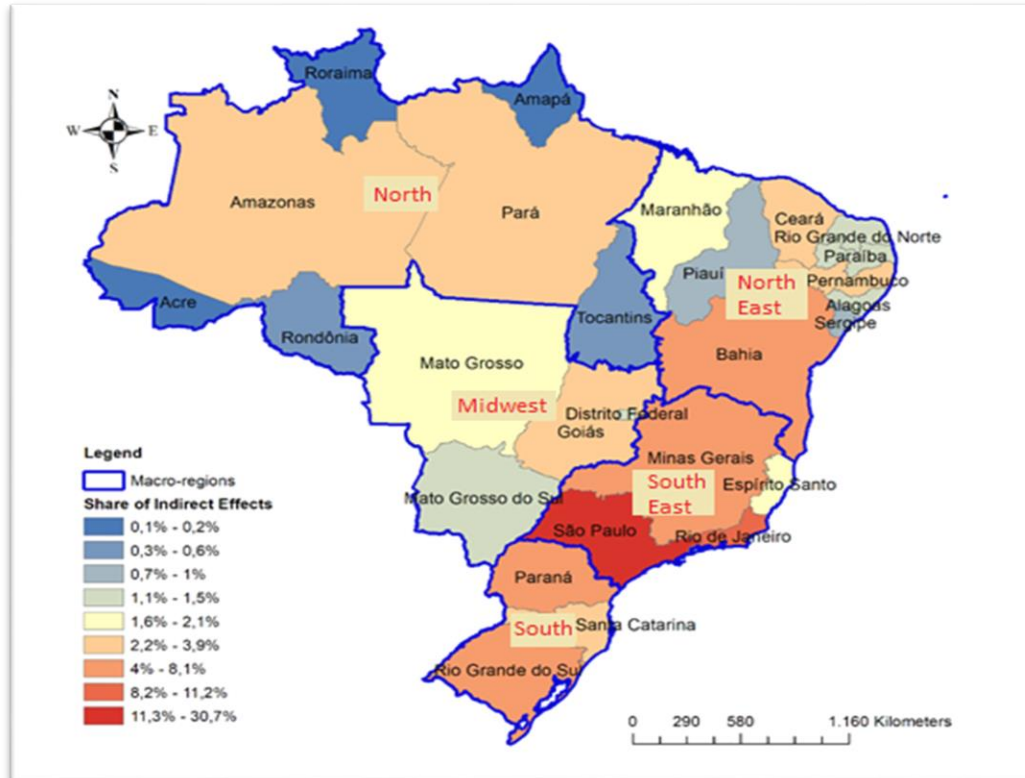 Roraima
Amapá
N
W
E
S
Amazonas
North
Pará
Maranhão
Ceará
Rio Grande do Norte
Paraíba
Piauí
North
East
Pernambuco
Acre
Alagoas
Sergipe
Rondônia
Tocantins
Bahia
Mato Grosso
Midwest
Distrito Federal
Goiás
Minas Gerais
South
East
Espírito Santo
Mato Grosso do Sul
São Paulo
Rio de Janeiro
Paraná
South
Santa Catarina
Rio Grande do Sul
Legend
Macro-regions
Share of Indirect Effects
0,1% - 0,2%
0,3% - 0,6%
0,7% - 1%
1,1% - 1,5%
1,6% - 2,1%
2,2% - 3,9%
4% - 8,1%
8,2% - 11,2%
11,3% - 30,7%
0 290 580 1.160 Kilometers